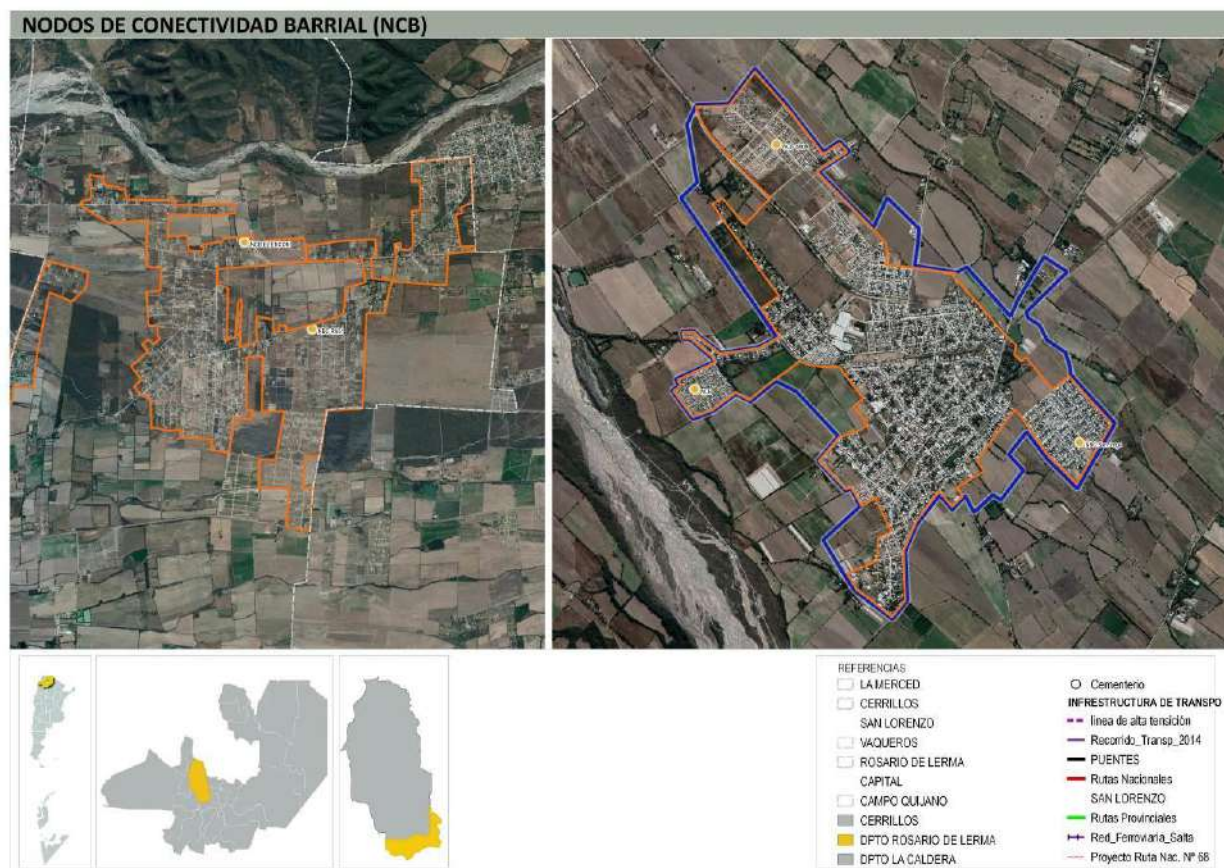 NODOS DE CONECTIVIDAD BARRIAL (NCB)
REFERENCIAS
LA MERCED
CERRILLOS
SAN LORENZO
VAQUEROS
ROSARIO DE LERMA
CAPITAL
CAMPO QUIJANO
CERRILLOS
DPTO ROSARIO DE LERMA
DPTO LA CALDERA
Cementerio
INFRESTRUCTURA DE TRANSPO
linea de alta tensición
Recorrido_Transp_2014
PUENTES
Rutas Nacionales
SAN LORENZO
Rutas Provinciales
Red_Ferroviaria_Salta
Proyecto Ruta Nac. Nº 68